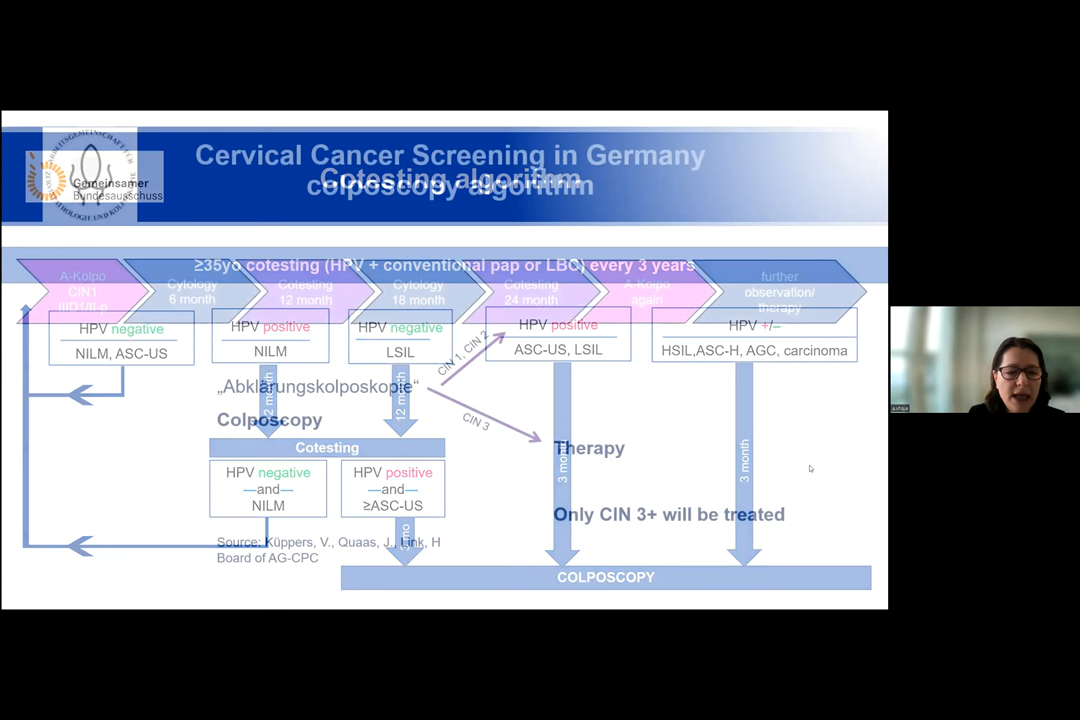 Cervical Cancer Screening in Germany
Cotesting algorithm
colposcopy algorithm
Gemeinsamer
Bundesausschuss
≥35yo cotesting (HPV + conventional pap or LBC) every 3 years
A-Kolpo
CIN1
IIID1/II-p
Cytology
6 month
Cotesting
12 month
Cytology
18 month
Cotesting
24 month
A-Kolpo
again
further
observation/
therapy
HPV negative
NILM, ASC-US
HPV positive
NILM
HPV negative
LSIL
HPV positive
ASC-US, LSIL
HPV +/–
HSIL,ASC-H, AGC, carcinoma
CIN 1, CIN 2
CIN 3
„Abklärungskolposkopie“
Colposcopy
12 month
12 month
3 month
3 month
Therapy
Only CIN 3+ will be treated
Cotesting
HPV negative
—and—
NILM
HPV positive
—and—
≥ASC-US
Source: Küppers, V., Quaas, J., Link, H
Board of AG-CPC
COLPOSCOPY